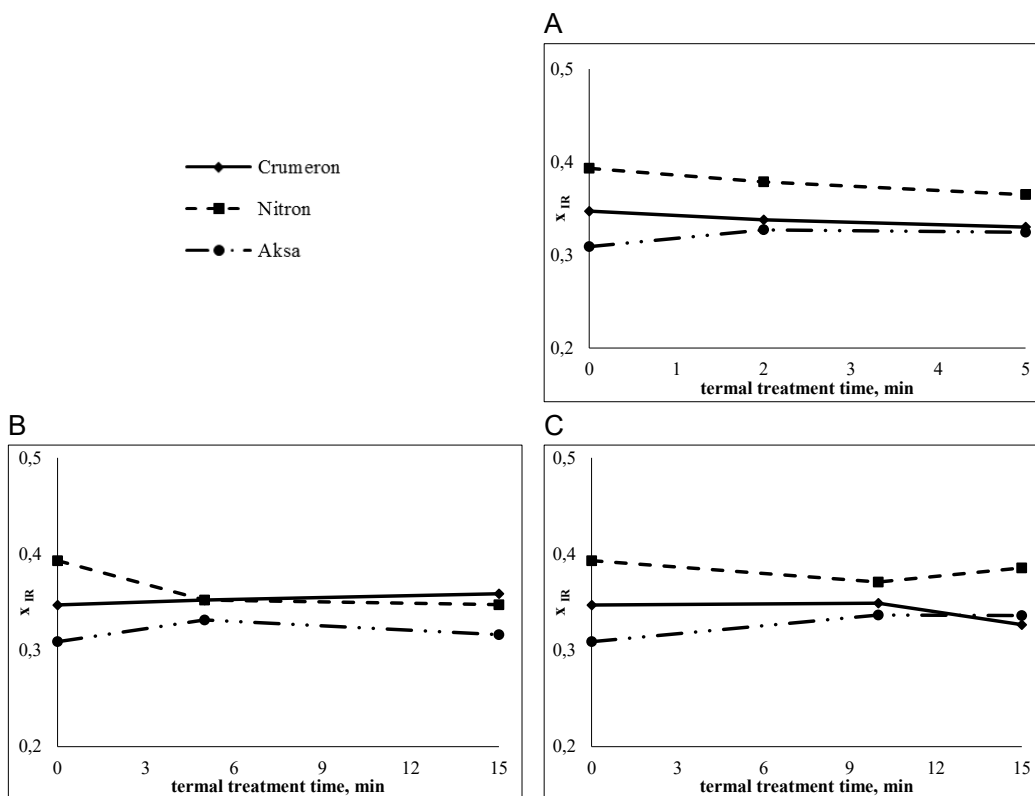 A
Crumeron
Nitron
Aksa
0,5
0,4
0,3
0,2
x IR
0 1 2 3 4 5
termal treatment time, min
B
0,5
0,4
0,3
0,2
x IR
0 3 6 9 12 15
termal treatment time, min
C
0,5
0,4
0,3
0,2
x IR
0 3 6 9 12 15
termal treatment time, min